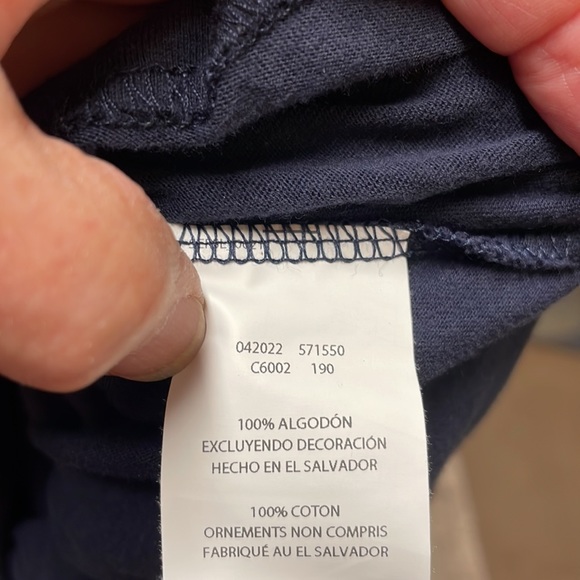 042022 571550
C6002 190
100% ALGODÓN
EXCLUYENDO DECORACIÓN
HECHO EN EL SALVADOR
100% COTON
ORNEMENTS NON COMPRIS
FABRIQUÉ AU EL SALVADOR